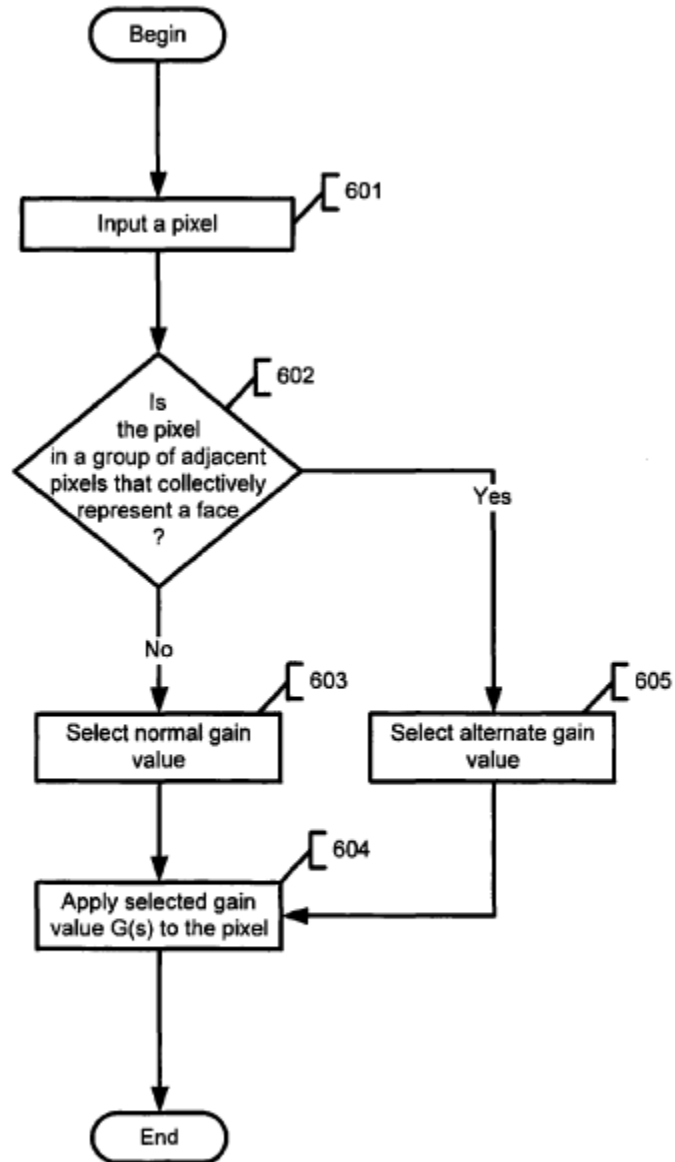 Begin
601
Input a pixel
602
Is
the pixel
in a group of adjacent
pixels that collectively
represent a face
?
Yes
No
603
Select normal gain
value
605
Select alternate gain
value
604
Apply selected gain
value G(s) to the pixel
End